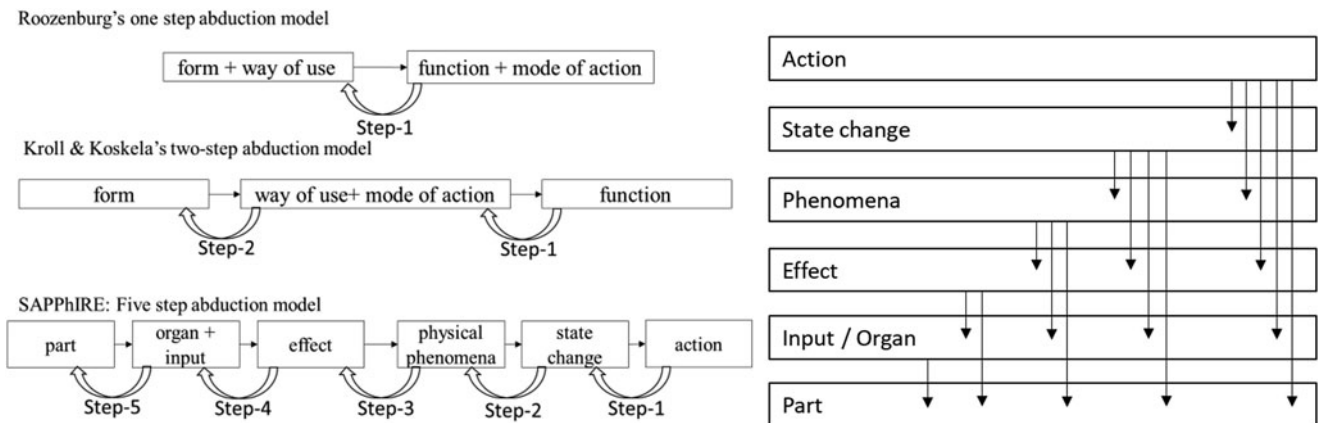 Roozenburg's one step abduction model
form + way of use
function + mode of action
Step-1
Kroll & Koskela's two-step abduction model
form
way of use+ mode of action
function
Step-2
Step-1
SAPPhIRE: Five step abduction model
part
organ +
input
effect
physical
phenomena
state
change
action
Step-5
Step-4
Step-3
Step-2
Step-1
Action
State change
Phenomena
Effect
Input / Organ
Part